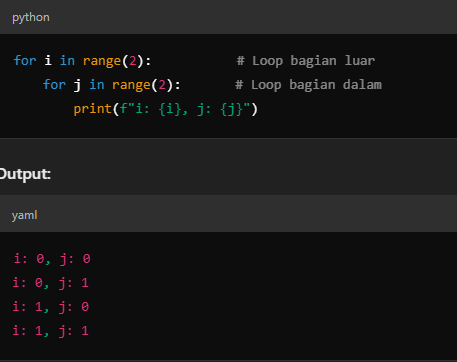 python
for i in range(2):           # Loop bagian luar
    for j in range(2):       # Loop bagian dalam
        print(f"i: {i}, j: {j}")
Output:
yaml
i: 0, j: 0
i: 0, j: 1
i: 1, j: 0
i: 1, j: 1